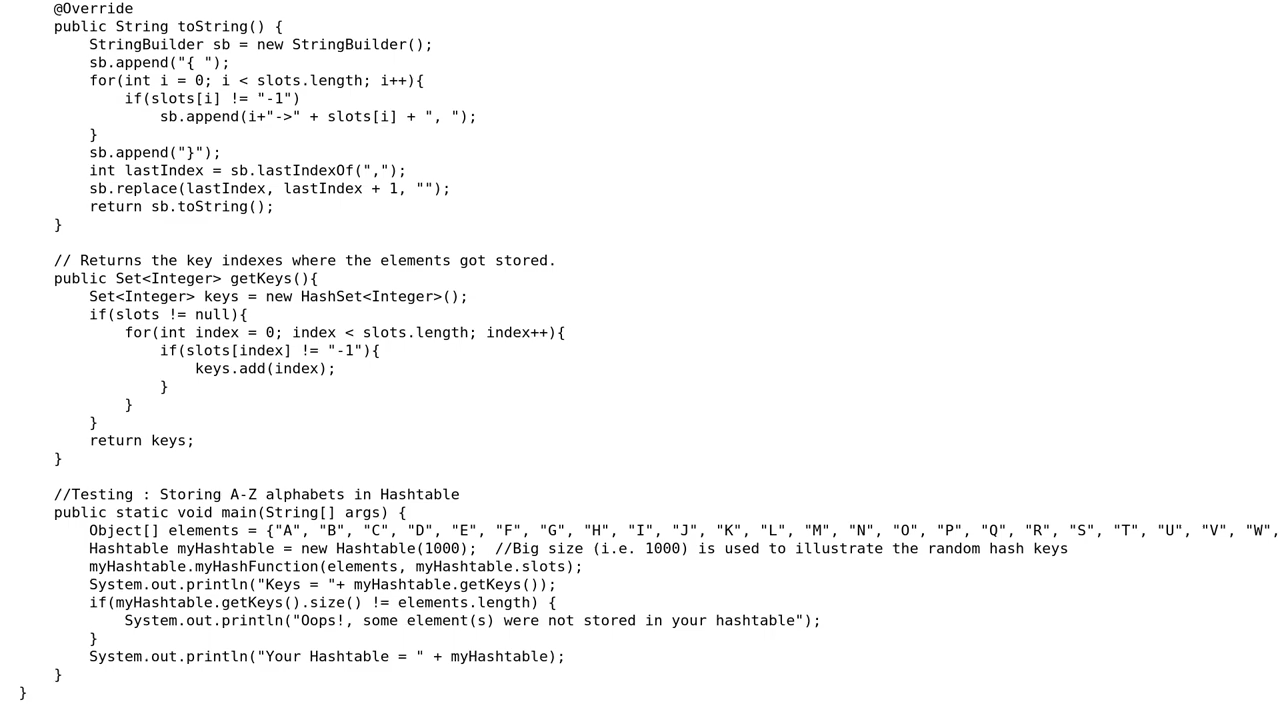 @Override
public String toString() {
StringBuilder sb = new StringBuilder();
sb.append("{ ");
for(int i = 0; i < slots.length; i++){
if(slots[i] != "-1")
sb.append(i+"->" + slots[i] + ", ");
}
sb.append("}");
int lastIndex = sb.lastIndexOf(",");
sb.replace(lastIndex, lastIndex + 1, "");
return sb.toString();
}
// Returns the key indexes where the elements got stored.
public Set<Integer> getKeys(){
Set<Integer> keys = new HashSet<Integer>();
if(slots != null){
for(int index = 0; index < slots.length; index++){
if(slots[index] != "-1"){
keys.add(index);
}
}
}
return keys;
}
//Testing : Storing A-Z alphabets in Hashtable
public static void main(String[] args) {
Object[] elements = {"A", "B", "C", "D", "E", "F", "G", "H", "I", "J", "K", "L", "M", "N", "O", "P", "Q", "R", "S", "T", "U", "V", "W",
Hashtable myHashtable = new Hashtable(1000);  //Big size (i.e. 1000) is used to illustrate the random hash keys
myHashtable.myHashFunction(elements, myHashtable.slots);
System.out.println("Keys = "+ myHashtable.getKeys());
if(myHashtable.getKeys().size() != elements.length) {
System.out.println("Oops!, some element(s) were not stored in your hashtable");
}
System.out.println("Your Hashtable = " + myHashtable);
}
}